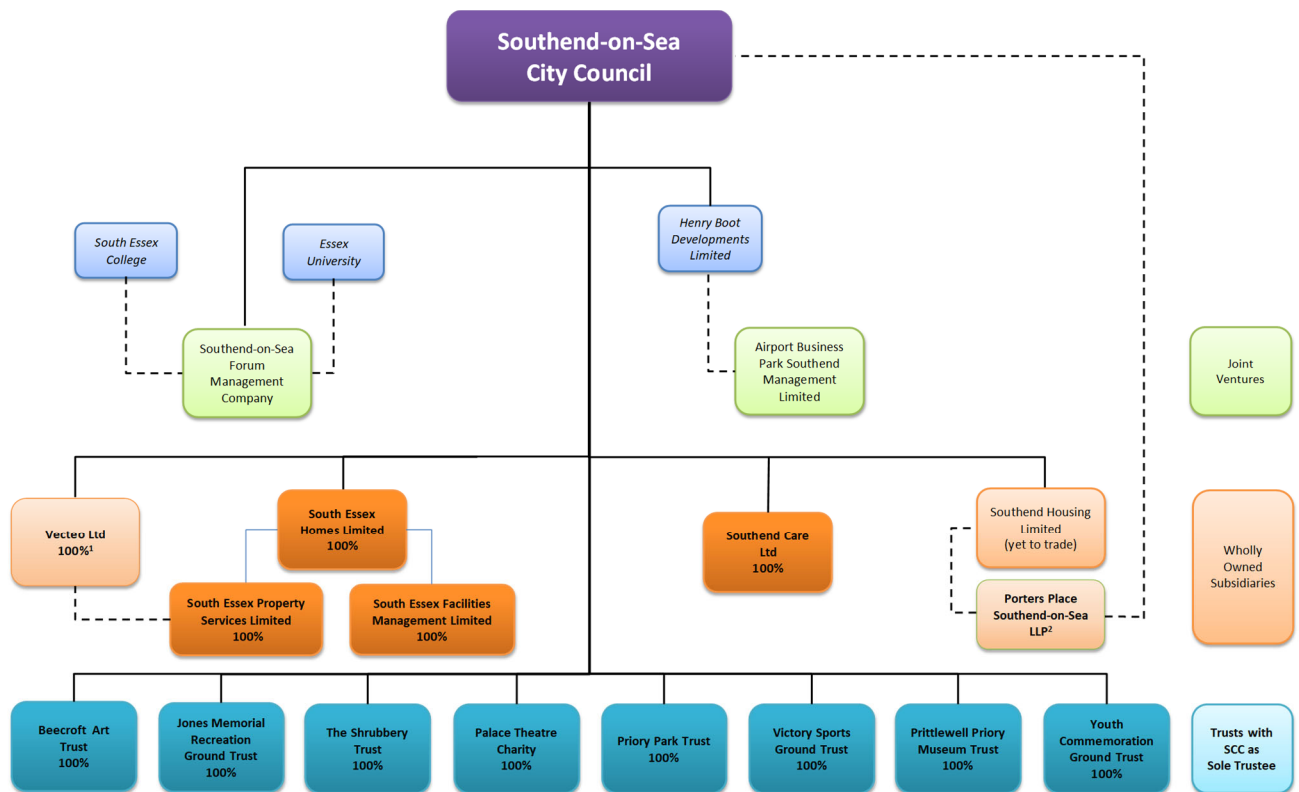 Southend-on-Sea
City Council
South Essex
College
Essex
University
Henry Boot
Developments
Limited
Southend-on-Sea
Forum
Management
Company
Airport Business
Park Southend
Management
Limited
Joint
Ventures
Vecteo Ltd
100%¹
South Essex
Homes Limited
100%
Southend Care
Ltd
100%
Southend Housing
Limited
(yet to trade)
Wholly
Owned
Subsidiaries
South Essex Property
Services Limited
100%
South Essex Facilities
Management Limited
100%
Porters Place
Southend-on-Sea
LLP²
Beecroft Art
Trust
100%
Jones Memorial
Recreation
Ground Trust
100%
The Shrubbery
Trust
100%
Palace Theatre
Charity
100%
Priory Park Trust
100%
Victory Sports
Ground Trust
100%
Prittlewell Priory
Museum Trust
100%
Youth
Commemoration
Ground Trust
100%
Trusts with
SCC as
Sole Trustee